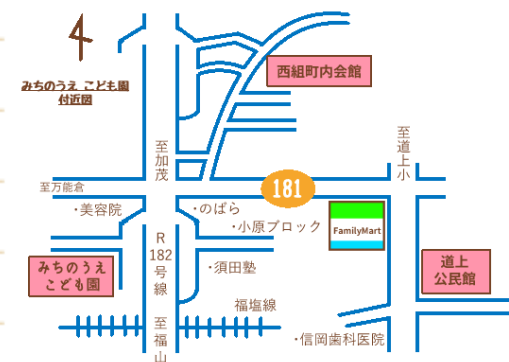 みちのうえ こども園
付近図
西組町内会館
至加茂
至道上小
至万能倉
181
・美容院
・のばら
・小原ブロック
FamilyMart
R
182
号線
みちのうえ
こども園
・須田塾
道上
公民館
福塩線
至福山
・信岡歯科医院